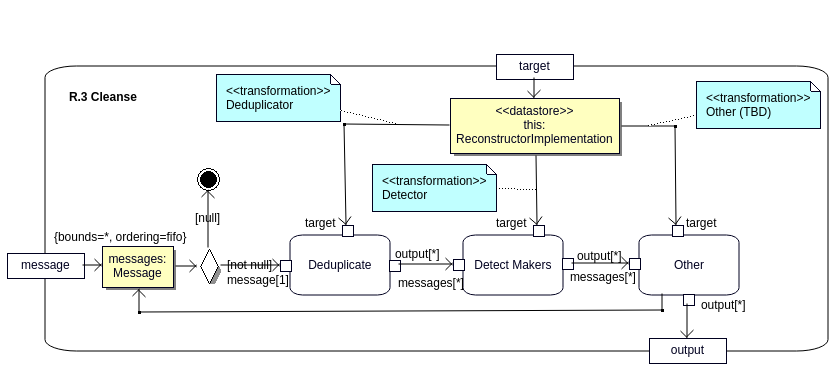 target
R.3 Cleanse
<<transformation>>
Deduplicator
<<datastore>>
this:
ReconstructorImplementation
<<transformation>>
Other (TBD)
<<transformation>>
Detector
[null]
target
target
target
{bounds=*, ordering=fifo}
message
messages:
Message
[not null]
message[1]
Deduplicate
output[*]
messages[*]
Detect Makers
output[*]
messages[*]
Other
output[*]
output